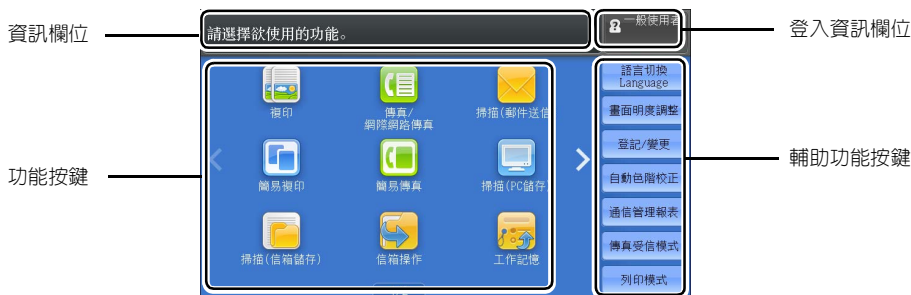 資訊欄位
請選擇欲使用的功能。
一般使用者
登入資訊欄位
功能按鍵
複印
傳真/
網際網路傳真
掃描(郵件送信
簡易複印
簡易傳真
掃描(PC儲存)
掃描(信箱儲存)
信箱操作
工作記憶
語言切換
Language
畫面明度調整
登記/變更
自動色階校正
通信管理報表
傳真受信模式
列印模式
輔助功能按鍵